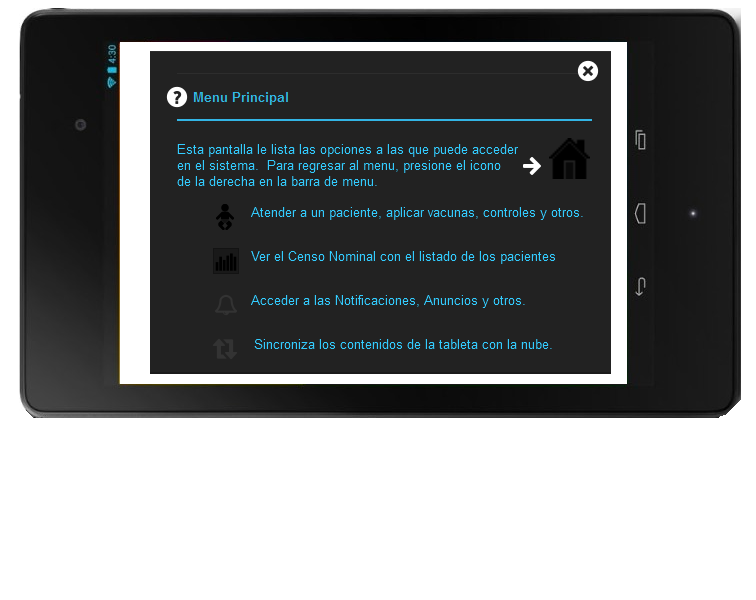 4:30
Menu Principal
Esta pantalla le lista las opciones a las que puede acceder
en el sistema.  Para regresar al menu, presione el icono
de la derecha en la barra de menu.
Atender a un paciente, aplicar vacunas, controles y otros.
Ver el Censo Nominal con el listado de los pacientes
Acceder a las Notificaciones, Anuncios y otros.
Sincroniza los contenidos de la tableta con la nube.